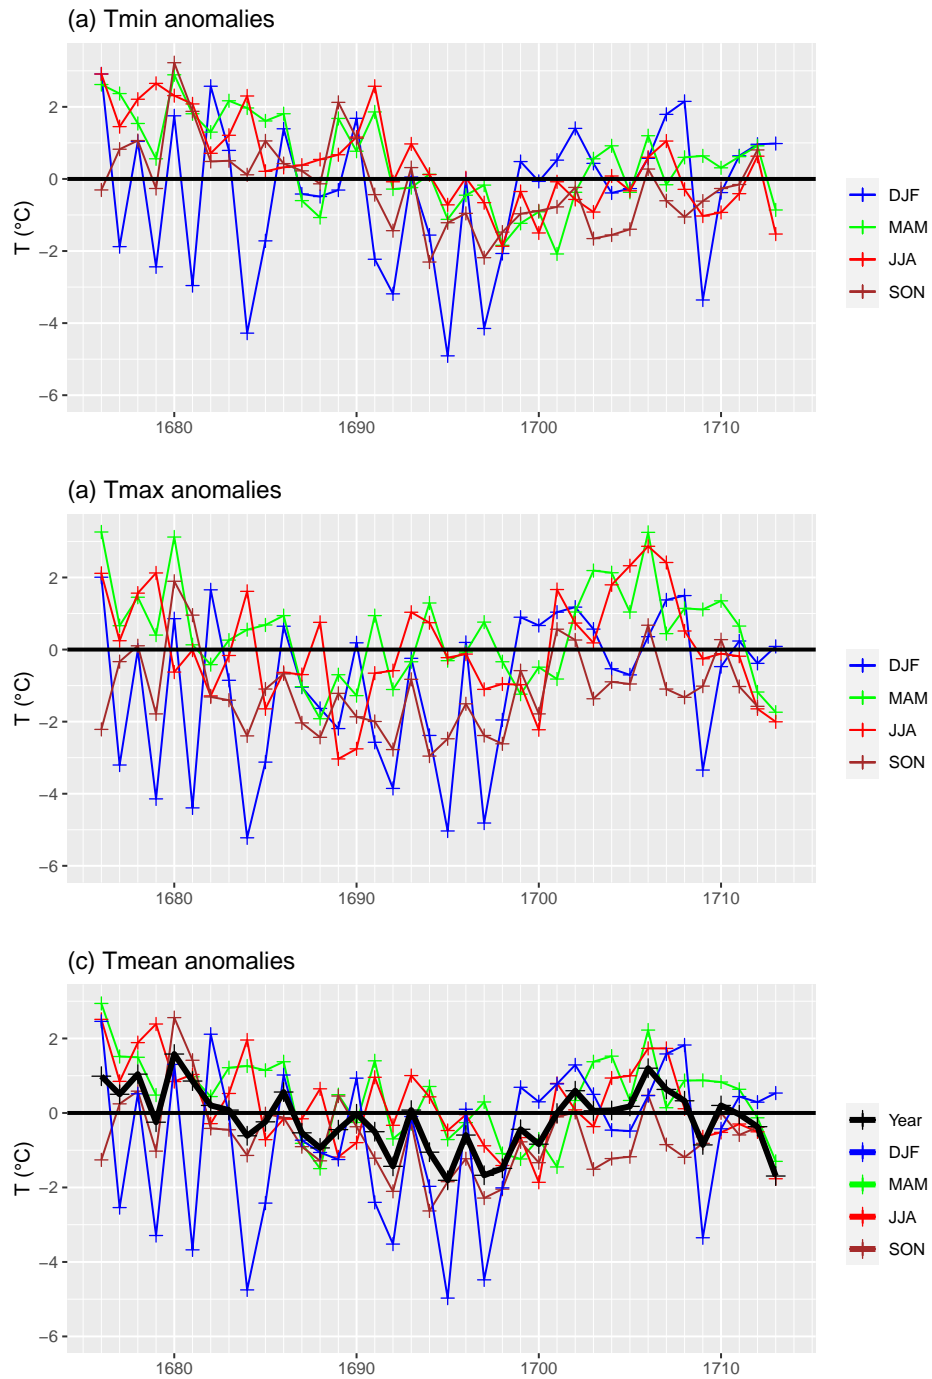 (a) Tmin anomalies
2
0
−2
−4
−6
T (°C)
1680
1690
1700
1710
DJF
MAM
JJA
SON
(a) Tmax anomalies
2
0
−2
−4
−6
T (°C)
1680
1690
1700
1710
DJF
MAM
JJA
SON
(c) Tmean anomalies
2
0
−2
−4
−6
T (°C)
1680
1690
1700
1710
Year
DJF
MAM
JJA
SON